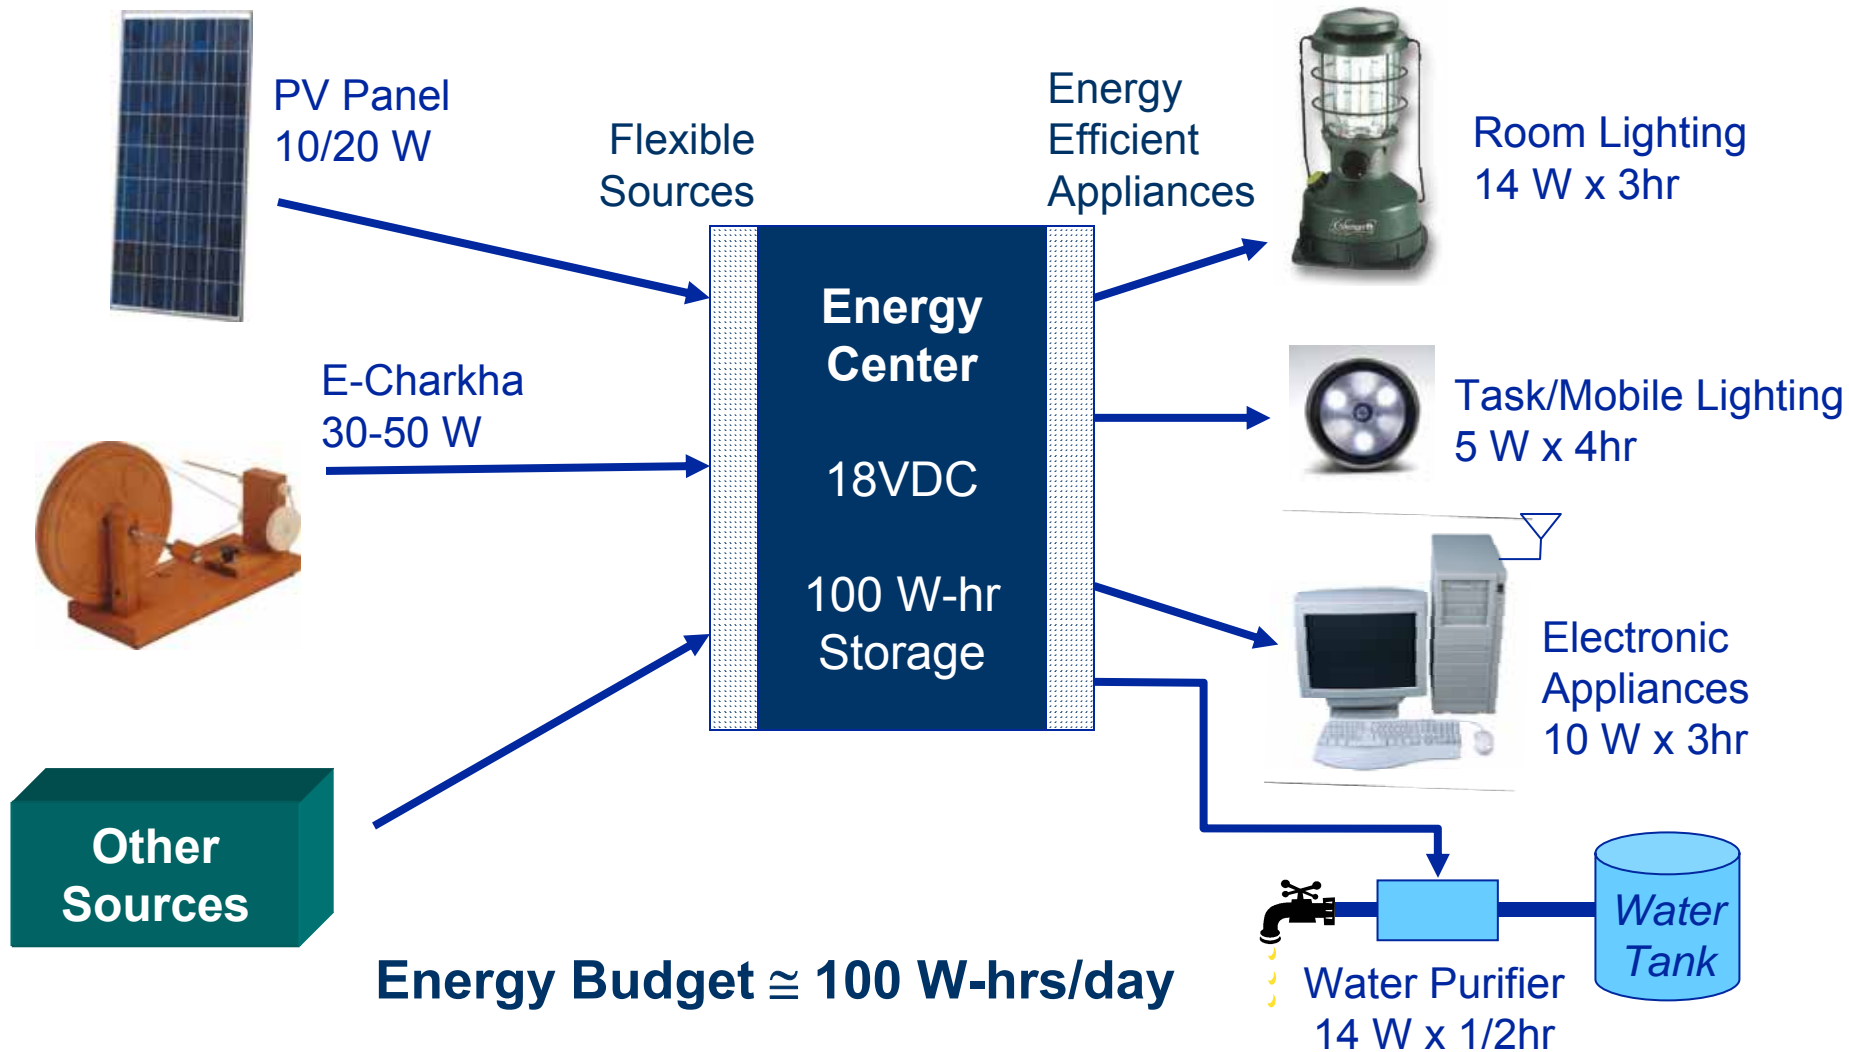 PV Panel
10/20 W
Flexible
Sources
Energy
Efficient
Appliances
Room Lighting
14 W x 3hr
Coleman
E-Charkha
30-50 W
Energy
Center
18VDC
100 W-hr
Storage
Task/Mobile Lighting
5 W x 4hr
Electronic
Appliances
10 W x 3hr
Other
Sources
Water
Tank
Water Purifier
14 W x 1/2hr
Energy Budget ≅ 100 W-hrs/day